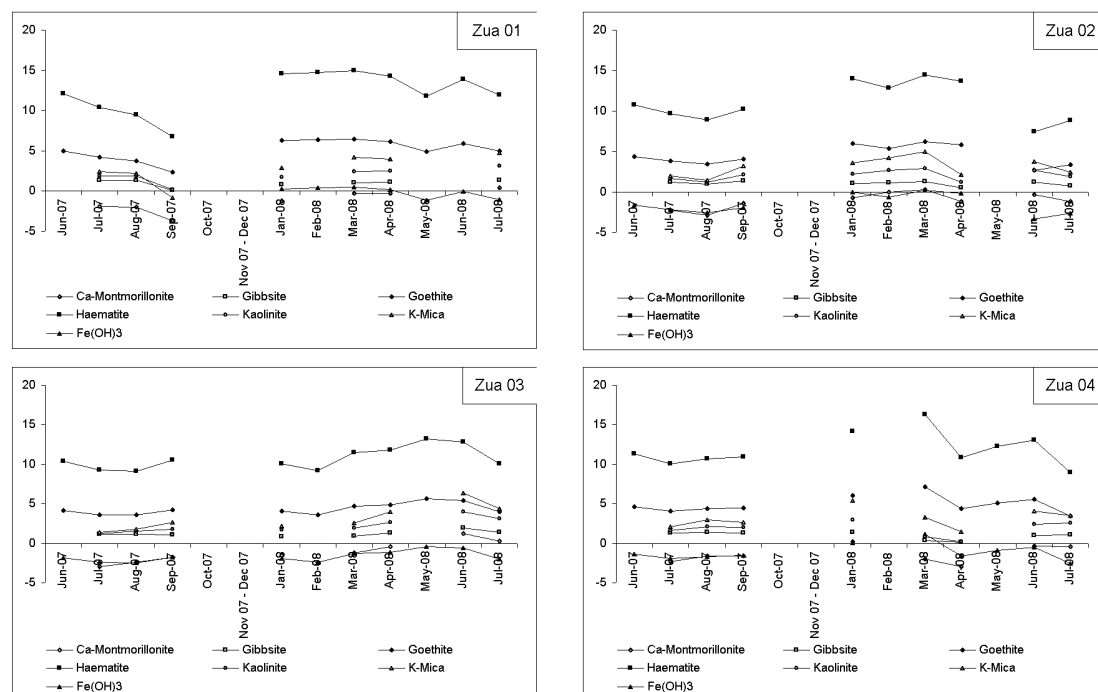 Zua 01
20
15
10
5
0
-5
Jun-07
Jul-07
Aug-07
Sep-07
Oct-07
Nov 07 - Dec 07
Jan-08
Feb-08
Mar-08
Apr-08
May-08
Jun-08
Jul-08
Ca-Montmorillonite Gibbsite Goethite
Haematite Kaolinite K-Mica
Fe(OH)3
Zua 02
20
15
10
5
0
-5
Jun-07
Jul-07
Aug-07
Sep-07
Oct-07
Nov 07 - Dec 07
Jan-08
Feb-08
Mar-08
Apr-08
May-08
Jun-08
Jul-08
Ca-Montmorillonite Gibbsite Goethite
Haematite Kaolinite K-Mica
Fe(OH)3
Zua 03
20
15
10
5
0
-5
Jun-07
Jul-07
Aug-07
Sep-07
Oct-07
Nov 07 - Dec 07
Jan-08
Feb-08
Mar-08
Apr-08
May-08
Jun-08
Jul-08
Ca-Montmorillonite Gibbsite Goethite
Haematite Kaolinite K-Mica
Fe(OH)3
Zua 04
20
15
10
5
0
-5
Jun-07
Jul-07
Aug-07
Sep-07
Oct-07
Nov 07 - Dec 07
Jan-08
Feb-08
Mar-08
Apr-08
May-08
Jun-08
Jul-08
Ca-Montmorillonite Gibbsite Goethite
Haematite Kaolinite K-Mica
Fe(OH)3